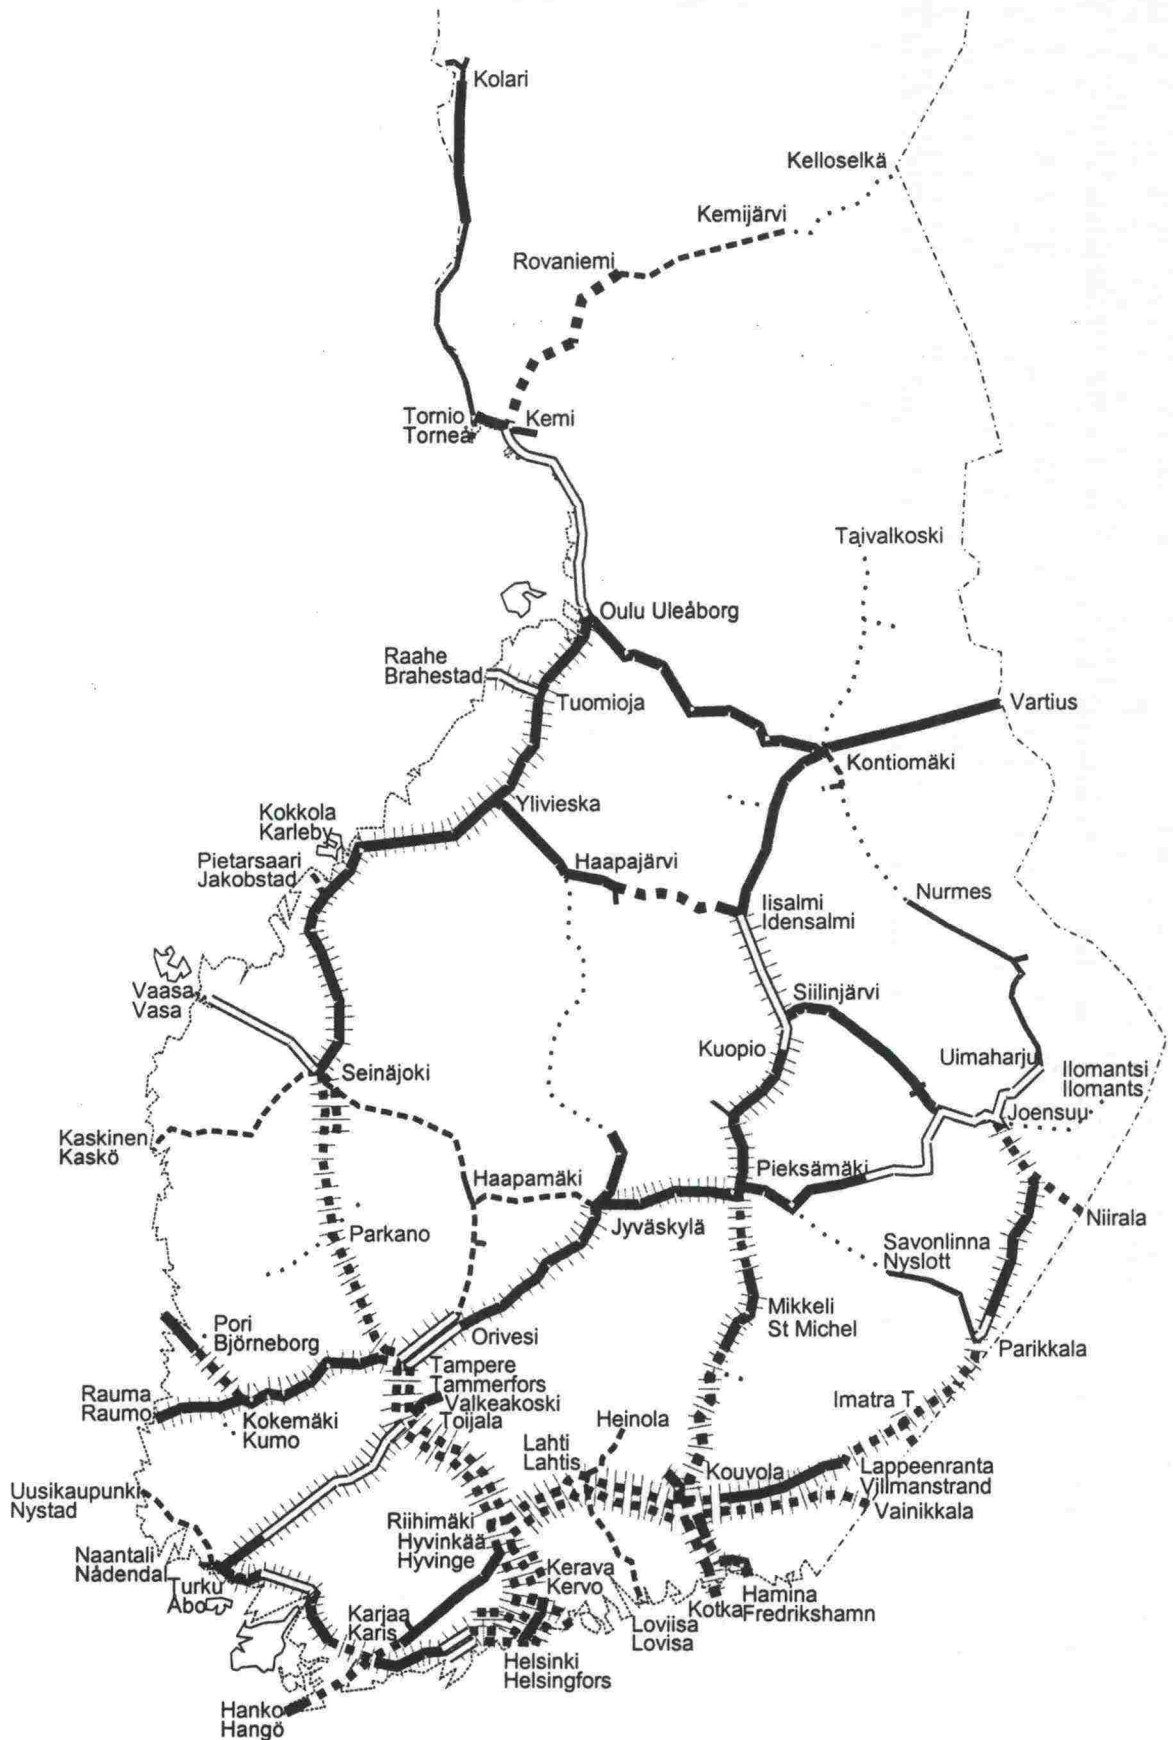 Kolari
Kelloselkä
Kemijärvi
Rovaniemi
Tornio
Torneå
Kemi
Taivalkoski
Oulu Uleåborg
Raahe
Brahestad
Tuomioja
Vartius
Kontiomäki
Ylivieska
Kokkola
Karleby
Pietarsaari
Jakobstad
Haapajärvi
Iisalmi
Idensalmi
Nurmes
Vaasa
Vasa
Siilinjärvi
Kuopio
Seinäjoki
Uimaharju
Ilomantsi
Ilomants
Joensuu
Kaskinen
Kaskö
Haapamäki
Pieksämäki
Niirala
Parkano
Jyväskylä
Savonlinna
Nyslott
Mikkeli
St Michel
Pori
Björneborg
Orivesi
Parikkala
Tampere
Tammerfors
Valkeakoski
Toijala
Rauma
Raumo
Kokemäki
Kumo
Imatra T
Heinola
Lahti
Lahtis
Kouvola
Lappeenranta
Villmanstrand
Vainikkala
Uusikaupunki
Nystad
Riihimäki
Hyvinkää
Hyvinge
Naantali
Nådendal
Turku
Åbo
Kerava
Kervo
Karjaa
Karis
Kotka
Hamina
Fredrikshamn
Loviisa
Lovisa
Helsinki
Helsingfors
Hanko
Hangö